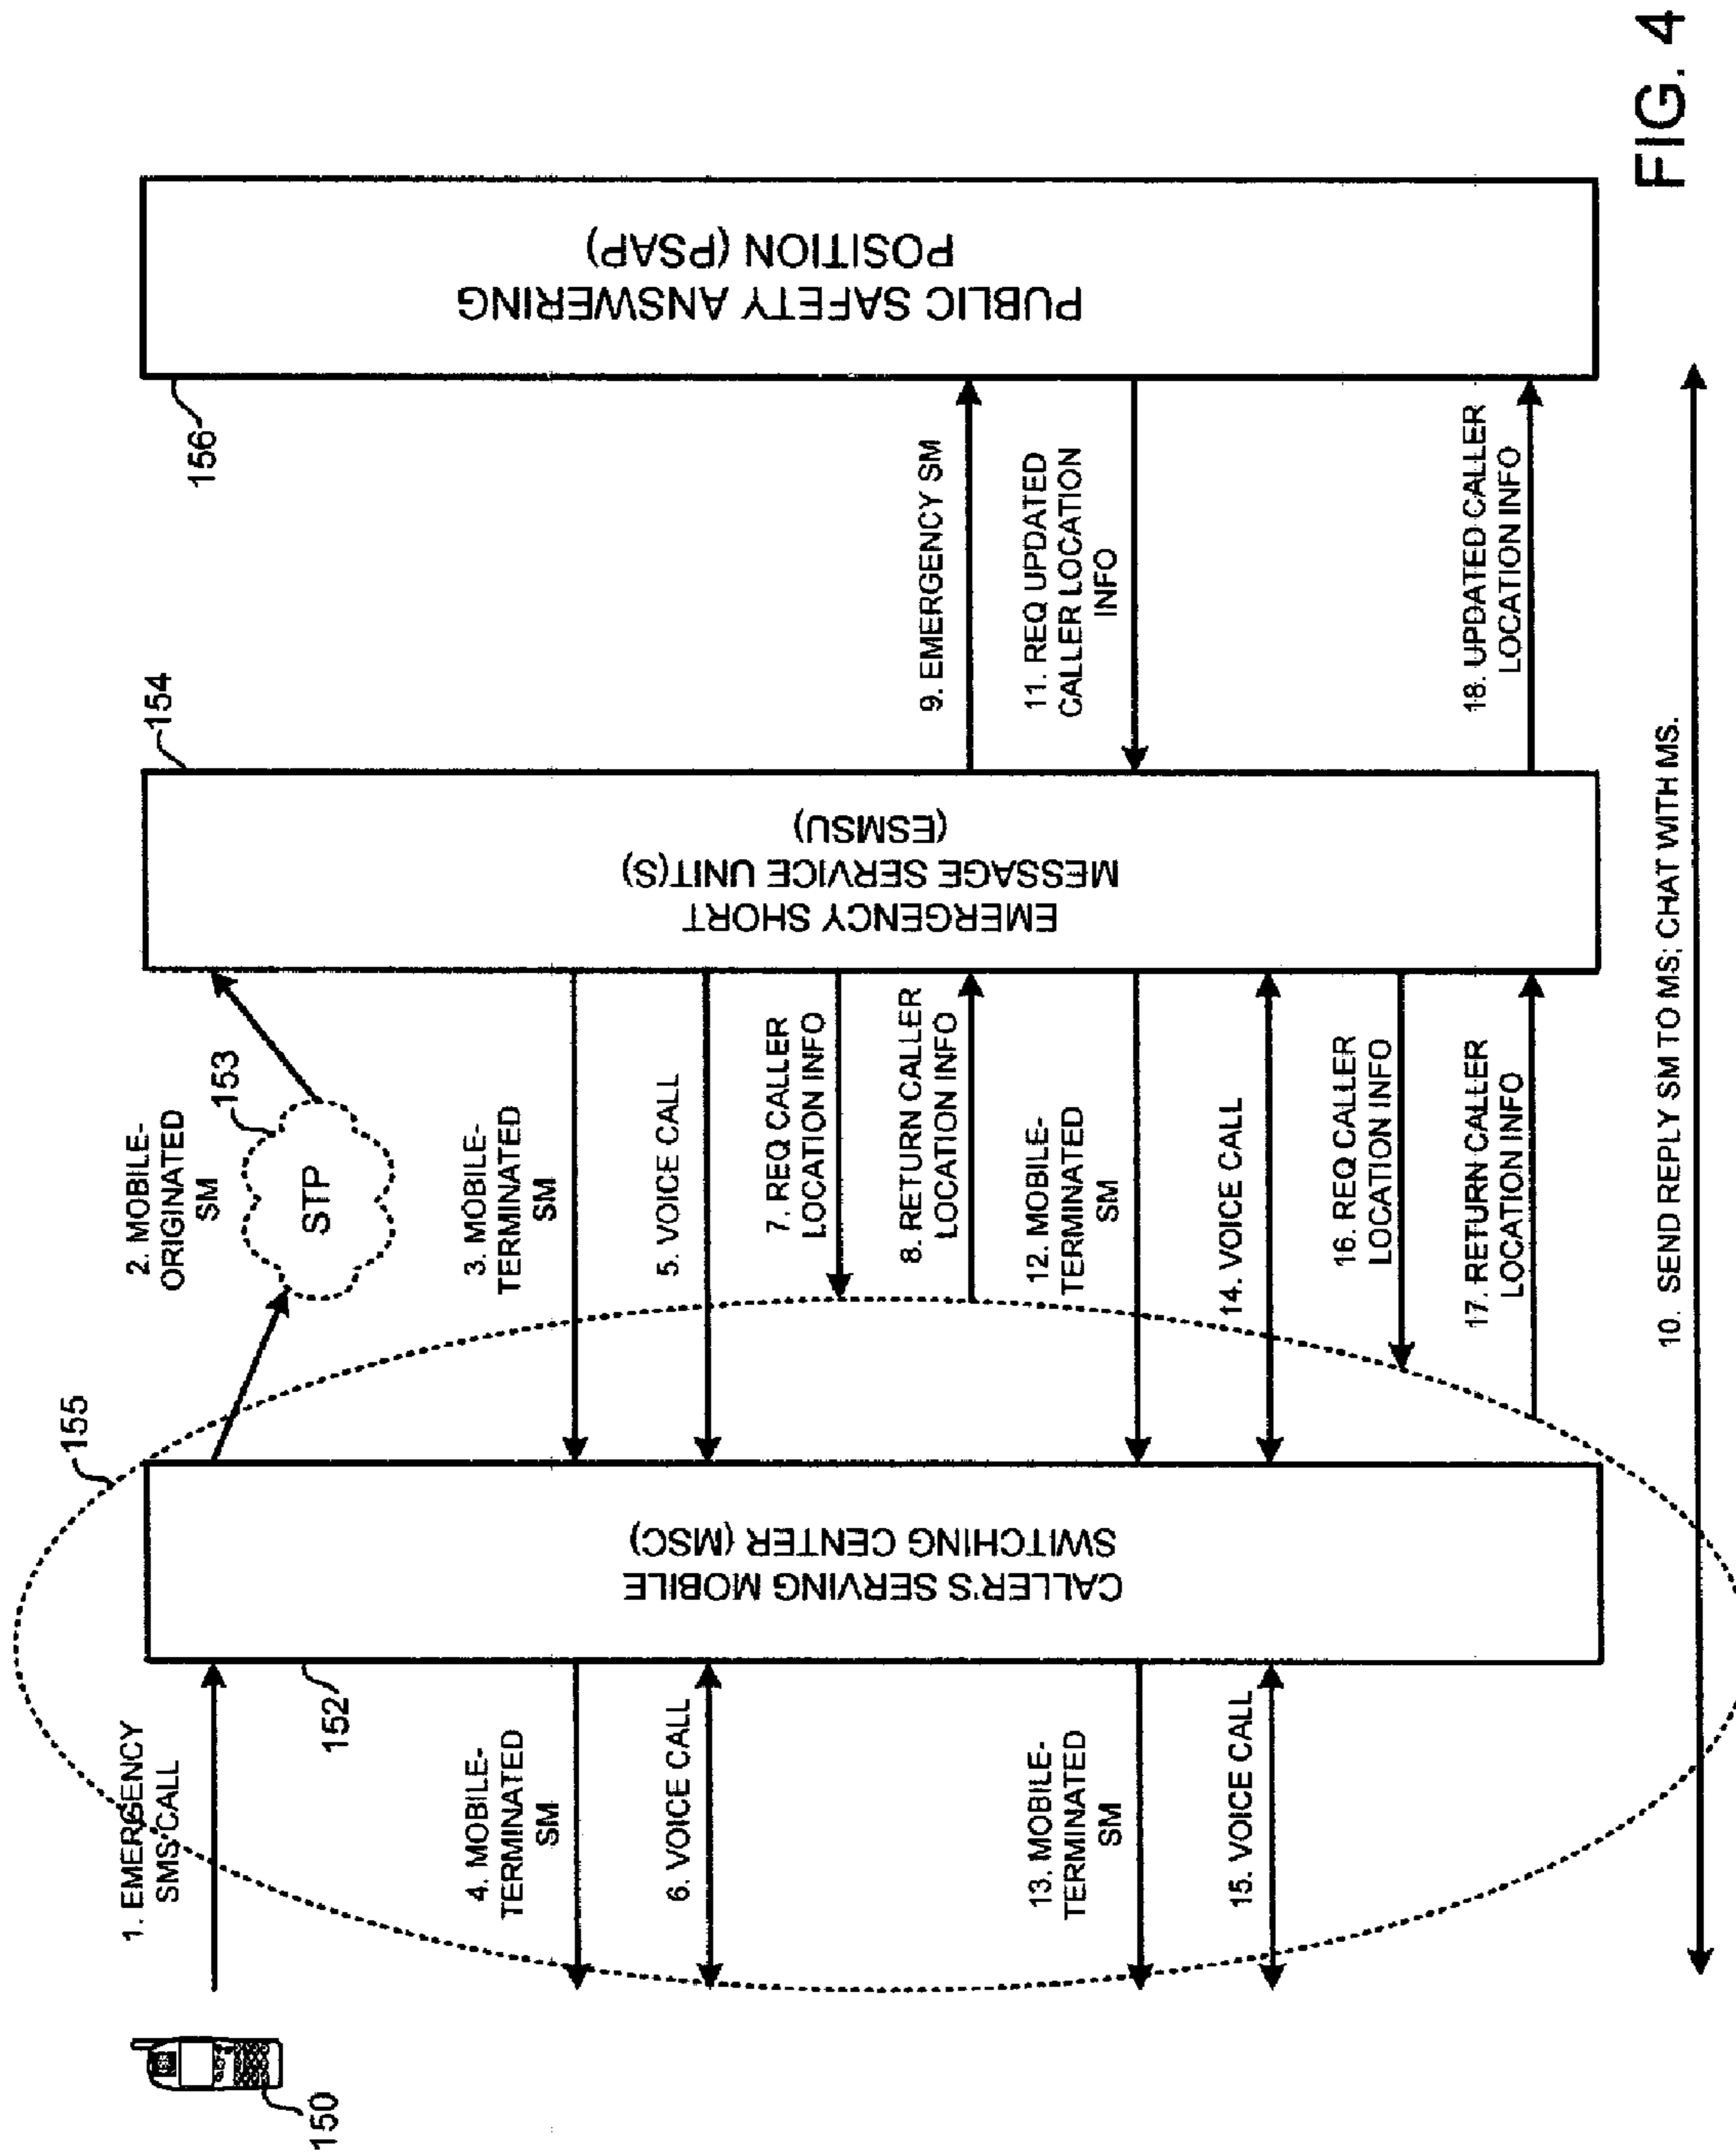 150
1. EMERGENCY
SMS CALL
152
155
2. MOBILE-
ORIGINATED
SM
153
STP
154
156
4. MOBILE-
TERMINATED
SM
6. VOICE CALL
13. MOBILE-
TERMINATED
SM
15. VOICE CALL
CALLER'S SERVING MOBILE
SWITCHING CENTER (MSC)
3. MOBILE-
TERMINATED
SM
5. VOICE CALL
7. REQ CALLER
LOCATION INFO
8. RETURN CALLER
LOCATION INFO
12. MOBILE-
TERMINATED
SM
14. VOICE CALL
16. REQ CALLER
LOCATION INFO
17. RETURN CALLER
LOCATION INFO
EMERGENCY SHORT
MESSAGE SERVICE UNIT(S)
(ESMSU)
9. EMERGENCY SM
11. REQ UPDATED
CALLER LOCATION
INFO
18. UPDATED CALLER
LOCATION INFO
PUBLIC SAFETY ANSWERING
POSITION (PSAP)
10. SEND REPLY SM TO MS; CHAT WITH MS.
FIG. 4